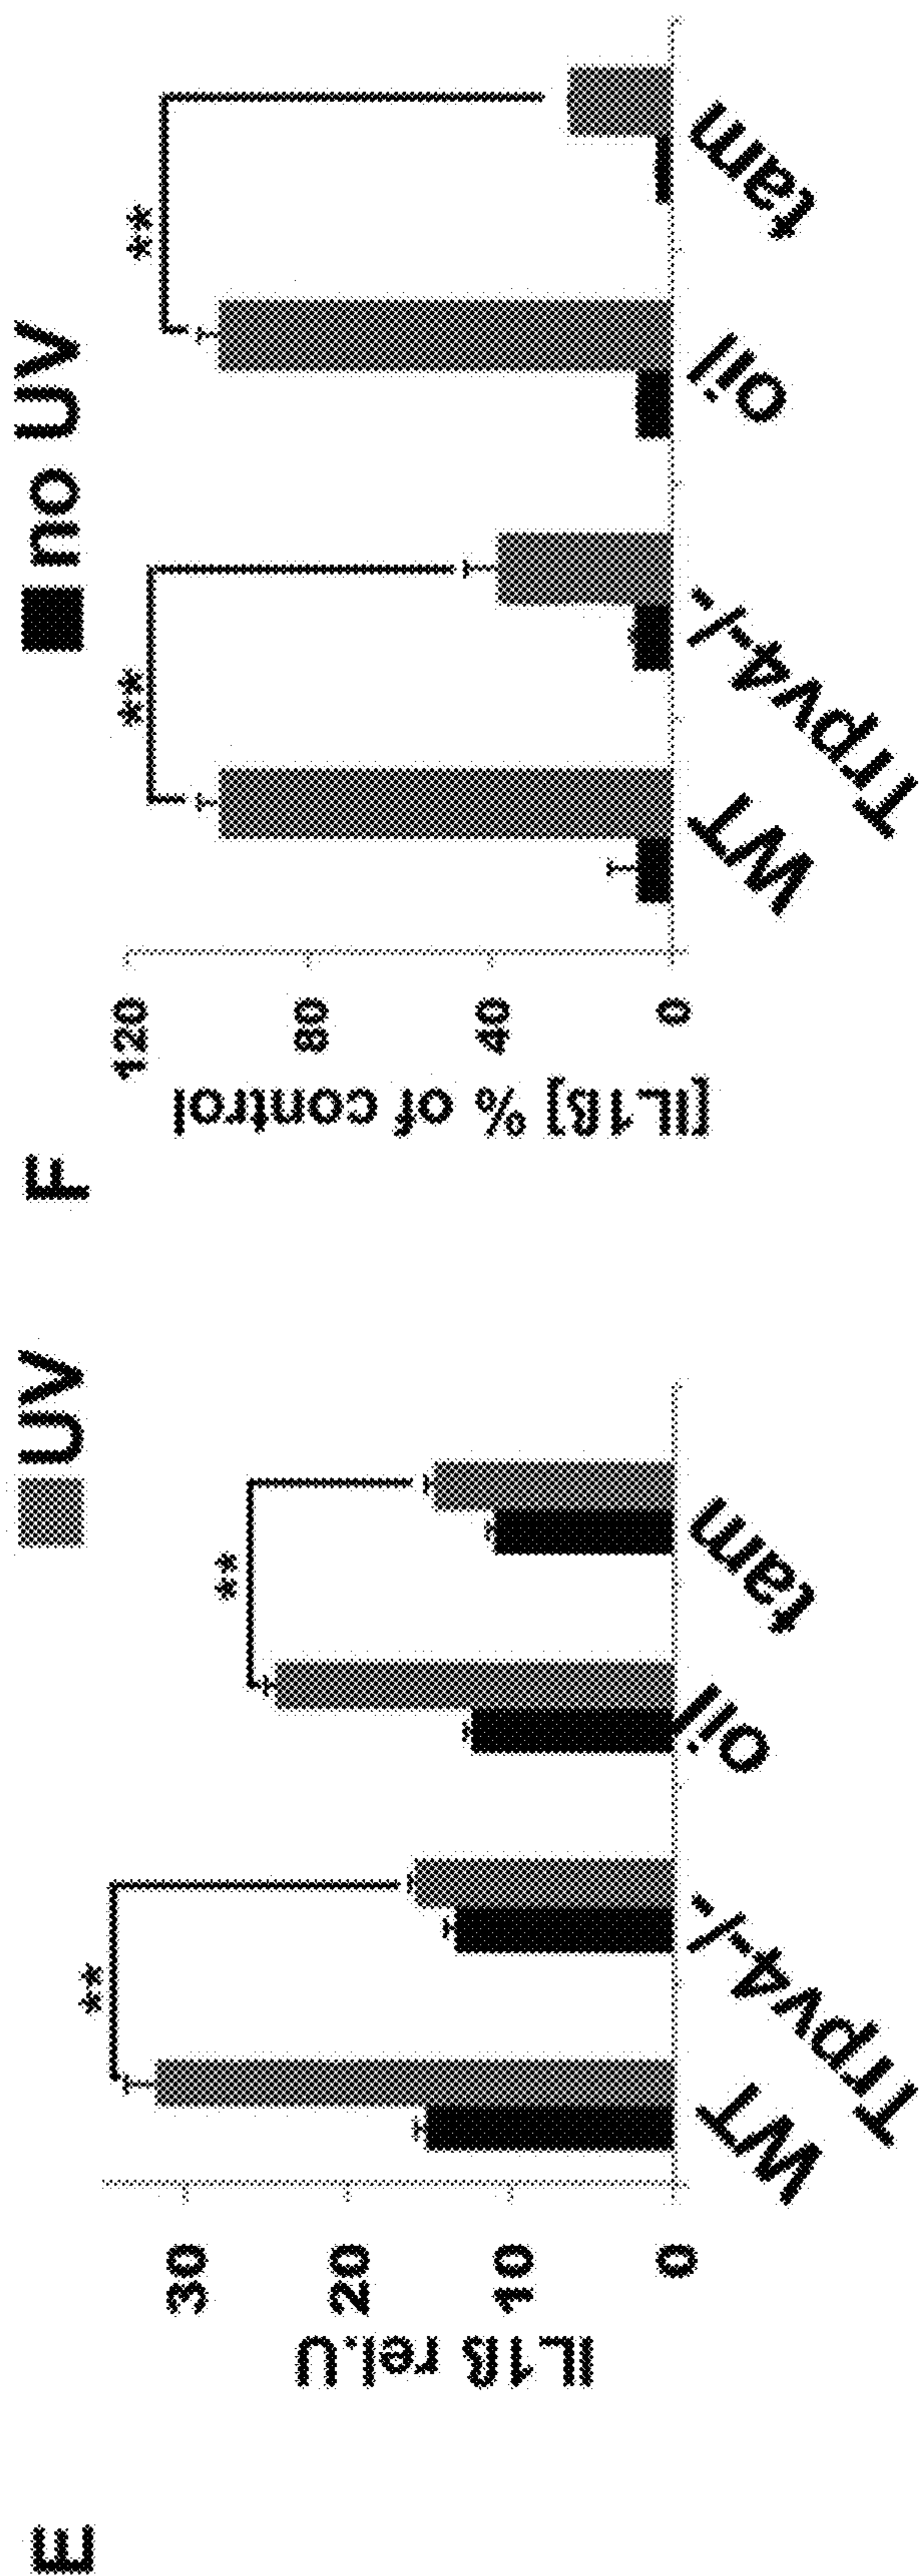 E
UV
IL1ß rel.U
30
20
10
0
**
**
WT
Trpv4-/-
oil
tam
F
no UV
[IL1ß] % of control
120
80
40
0
**
**
WT
Trpv4-/-
oil
tam